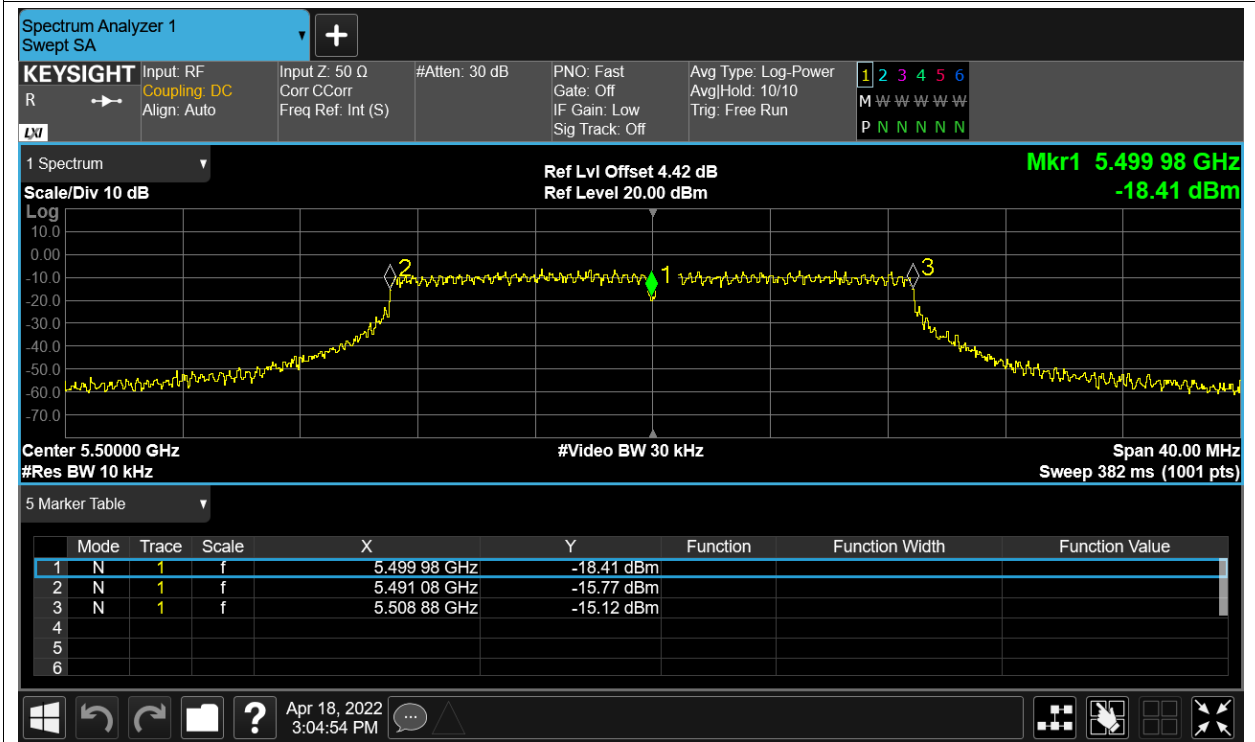 Spectrum Analyzer 1
Swept SA
KEYSIGHT
R
LXI
Input: RF
Coupling: DC
Align: Auto
Input Z: 50 Ω
Corr CCorr
Freq Ref: Int (S)
#Atten: 30 dB
PNO: Fast
Gate: Off
IF Gain: Low
Sig Track: Off
Avg Type: Log-Power
Avg|Hold: 10/10
Trig: Free Run
1 2 3 4 5 6
M W W W W W
P N N N N N
1 Spectrum
Scale/Div 10 dB
Ref Lvl Offset 4.42 dB
Ref Level 20.00 dBm
Mkr1 5.499 98 GHz
-18.41 dBm
Log
10.0
0.00
-10.0
-20.0
-30.0
-40.0
-50.0
-60.0
-70.0
2
1
3
Center 5.50000 GHz
#Res BW 10 kHz
#Video BW 30 kHz
Span 40.00 MHz
Sweep 382 ms (1001 pts)
5 Marker Table
Mode Trace Scale X Y Function Function Width Function Value
1 N 1 f 5.499 98 GHz -18.41 dBm
2 N 1 f 5.491 08 GHz -15.77 dBm
3 N 1 f 5.508 88 GHz -15.12 dBm
4
5
6
?
Apr 18, 2022
3:04:54 PM